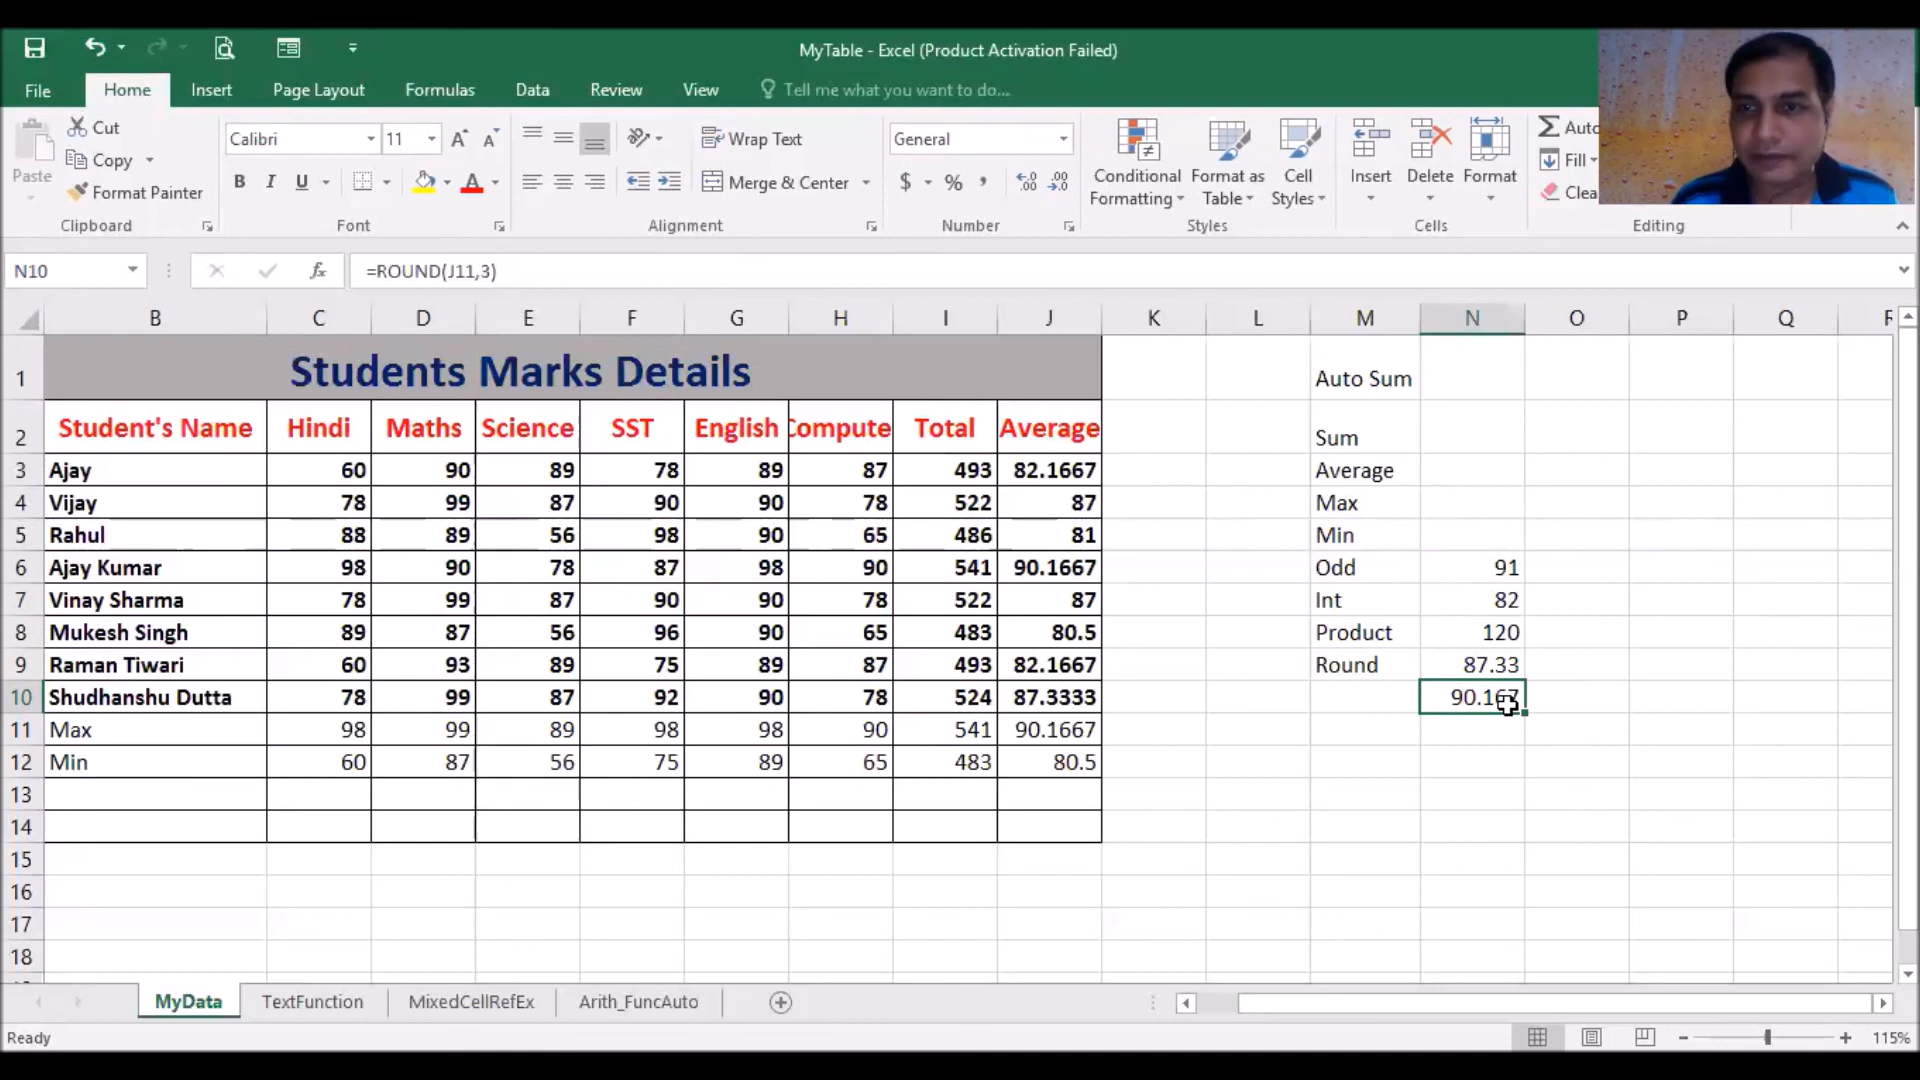 MyTable - Excel (Product Activation Failed)
File Home Insert Page Layout Formulas Data Review View Tell me what you want to do...
Cut
Copy
Format Painter
Paste
Calibri 11
B I U
Wrap Text
Merge & Center
General
$ % ,
Conditional Formatting
Format as Table
Cell Styles
Insert
Delete
Format
Auto
Fill
Clea
Clipboard Font Alignment Number Styles Cells Editing
N10 fx =ROUND(J11,3)
B C D E F G H I J K L M N O P Q
1 Students Marks Details Auto Sum
2 Student's Name Hindi Maths Science SST English Compute Total Average Sum
3 Ajay 60 90 89 78 89 87 493 82.1667 Average
4 Vijay 78 99 87 90 90 78 522 87 Max
5 Rahul 88 89 56 98 90 65 486 81 Min
6 Ajay Kumar 98 90 78 87 98 90 541 90.1667 Odd 91
7 Vinay Sharma 78 99 87 90 90 78 522 87 Int 82
8 Mukesh Singh 89 87 56 96 90 65 483 80.5 Product 120
9 Raman Tiwari 60 93 89 75 89 87 493 82.1667 Round 87.33
10 Shudhanshu Dutta 78 99 87 92 90 78 524 87.3333 90.167
11 Max 98 99 89 98 98 90 541 90.1667
12 Min 60 87 56 75 89 65 483 80.5
13
14
15
16
17
18
MyData TextFunction MixedCellRefEx Arith_FuncAuto
Ready 115%